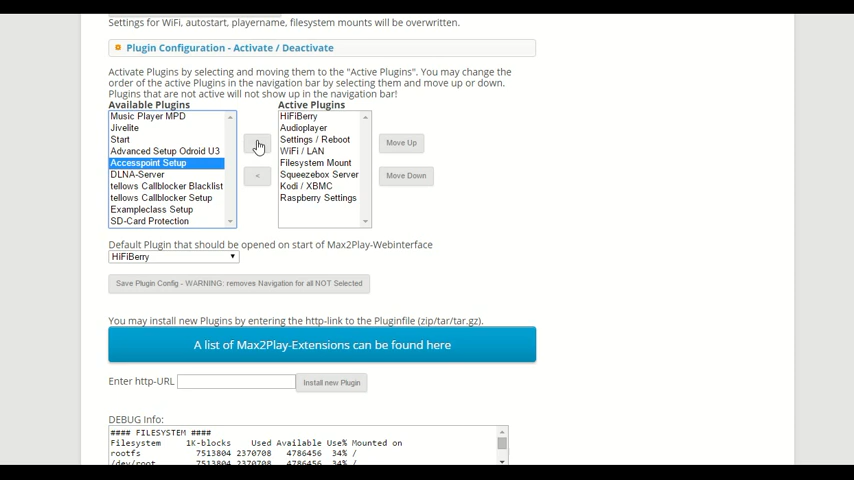 Settings for WiFi, autostart, playername, filesystem mounts will be overwritten.
Plugin Configuration - Activate / Deactivate
Activate Plugins by selecting and moving them to the "Active Plugins". You may change the
order of the active Plugins in the navigation bar by selecting them and move up or down.
Plugins that are not active will not show up in the navigation bar!
Available Plugins
Music Player MPD
Jivelite
Start
Advanced Setup Odroid U3
Accesspoint Setup
DLNA-Server
tellows Callblocker Blacklist
tellows Callblocker Setup
Exampleclass Setup
SD-Card Protection
<
Active Plugins
HiFiBerry
Audioplayer
Settings / Reboot
WiFi / LAN
Filesystem Mount
Squeezebox Server
Kodi / XBMC
Raspberry Settings
Move Up
Move Down
Default Plugin that should be opened on start of Max2Play-Webinterface
HiFiBerry
Save Plugin Config - WARNING: removes Navigation for all NOT Selected
You may install new Plugins by entering the http-link to the Pluginfile (zip/tar/tar.gz).
A list of Max2Play-Extensions can be found here
Enter http-URL
Install new Plugin
DEBUG Info:
#### FILESYSTEM ####
Filesystem 1K-blocks Used Available Use% Mounted on
rootfs 7513804 2370708 4786456 34% /
/dev/root 7513804 2370708 4786456 34% /